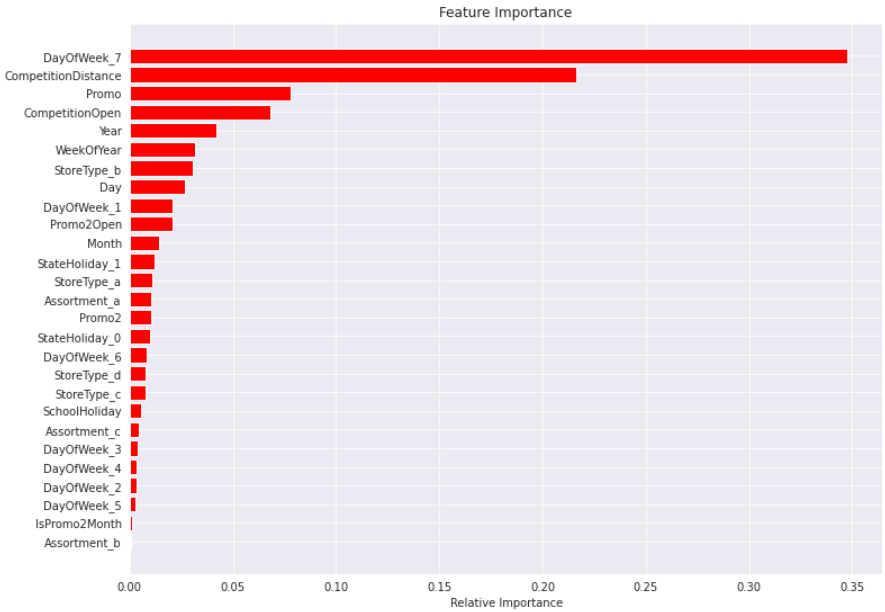 Feature Importance
DayOfWeek_7
CompetitionDistance
Promo
CompetitionOpen
Year
WeekOfYear
StoreType_b
Day
DayOfWeek_1
Promo2Open
Month
StateHoliday_1
StoreType_a
Assortment_a
Promo2
StateHoliday_0
DayOfWeek_6
StoreType_d
StoreType_c
SchoolHoliday
Assortment_c
DayOfWeek_3
DayOfWeek_4
DayOfWeek_2
DayOfWeek_5
IsPromo2Month
Assortment_b
0.00 0.05 0.10 0.15 0.20 0.25 0.30 0.35
Relative Importance